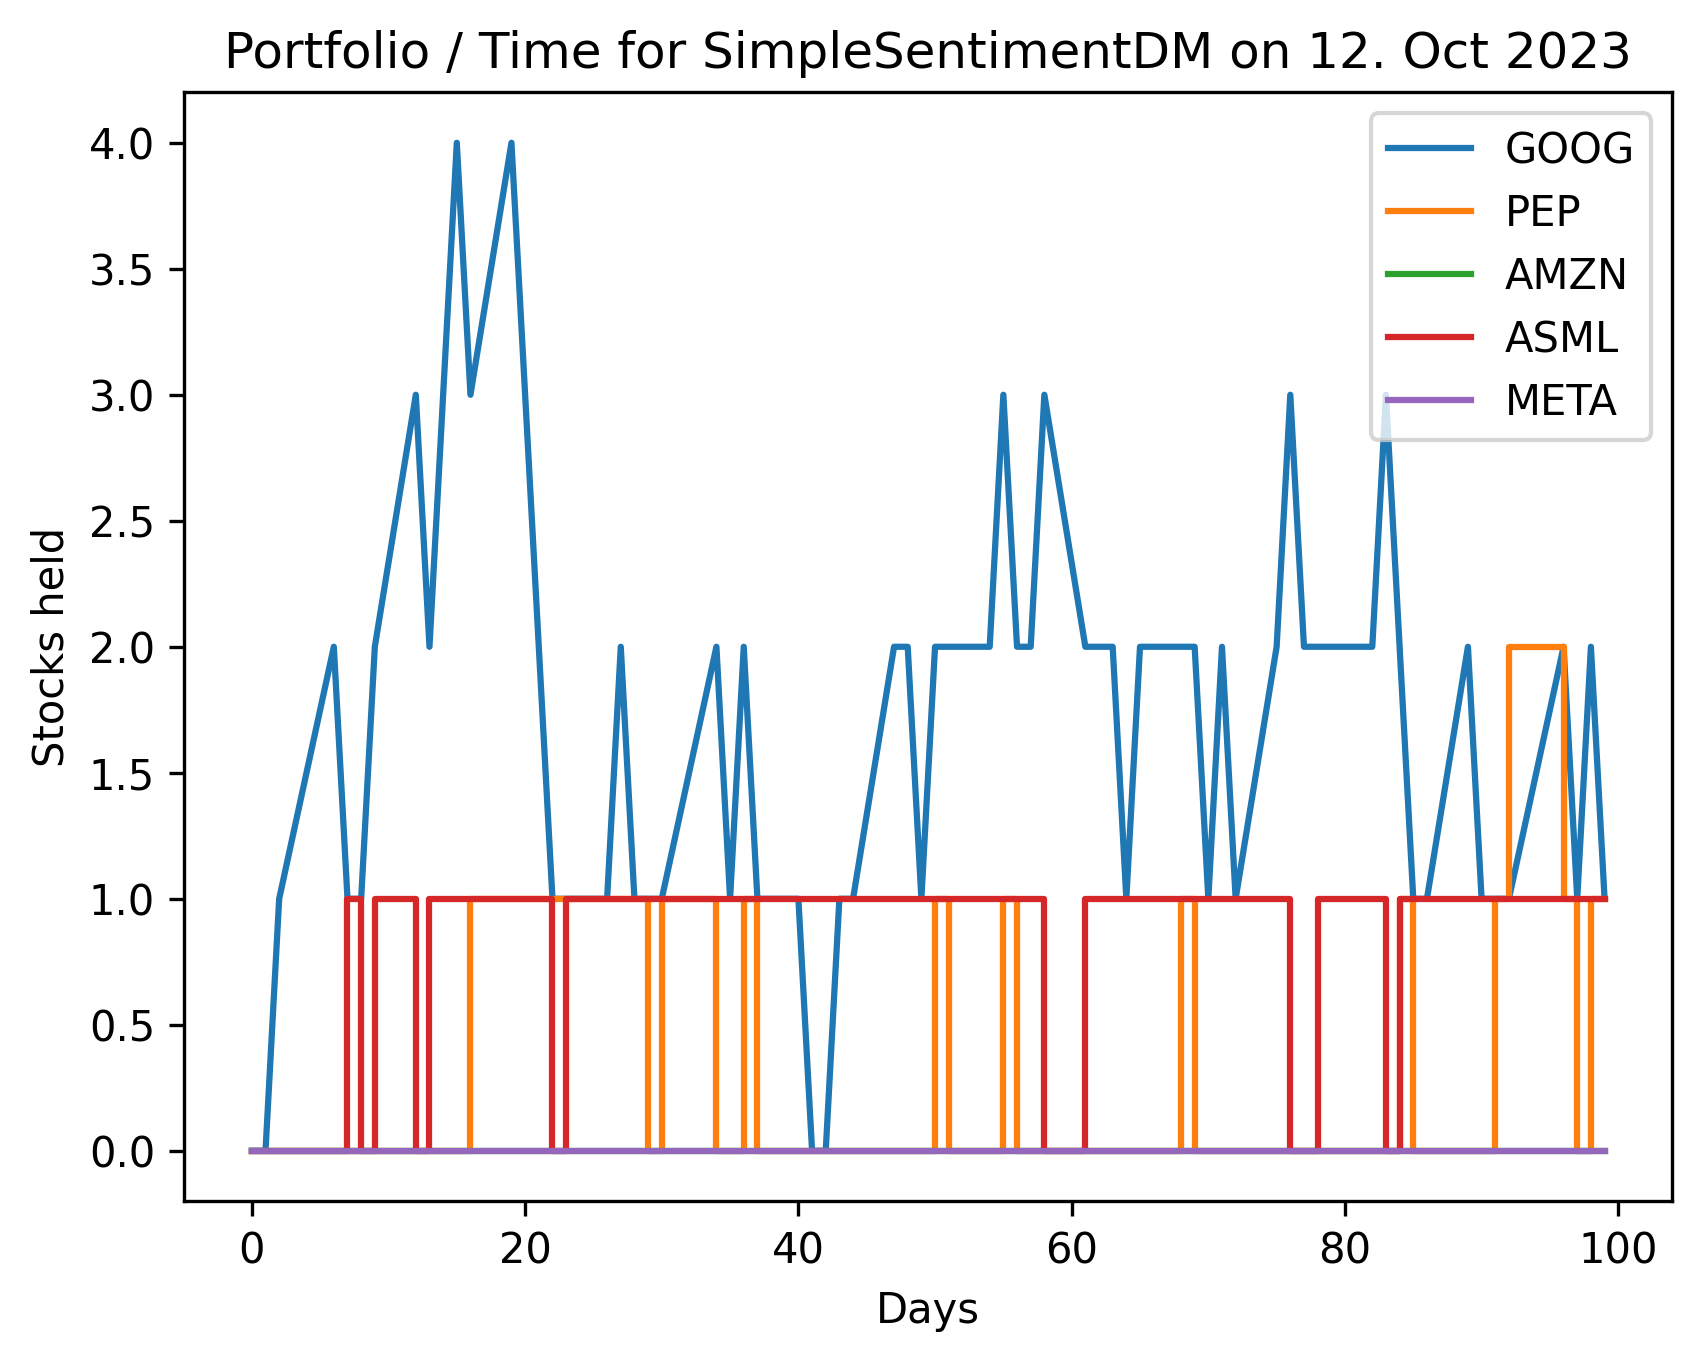 Portfolio / Time for SimpleSentimentDM on 12. Oct 2023
GOOG
PEP
AMZN
ASML
META
Stocks held
4.0
3.5
3.0
2.5
2.0
1.5
1.0
0.5
0.0
0 20 40 60 80 100
Days